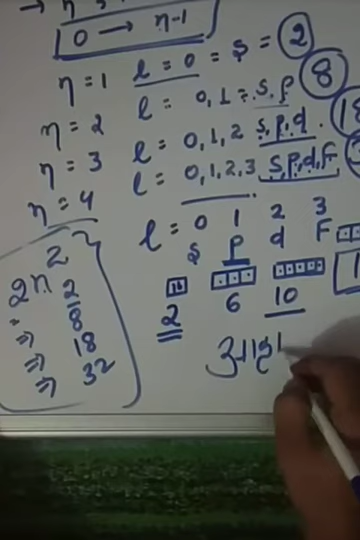 0 → n-1
n = 1 l = 0 = s = 2
n = 2 l = 0, 1 = s, p 8
n = 3 l = 0, 1, 2 s, p, d. 18
n = 4 l = 0, 1, 2, 3 s, p, d, f
l = 0 1 2 3
s p d F
2 6 10
2n²
2
⇒ 8
⇒ 18
⇒ 32